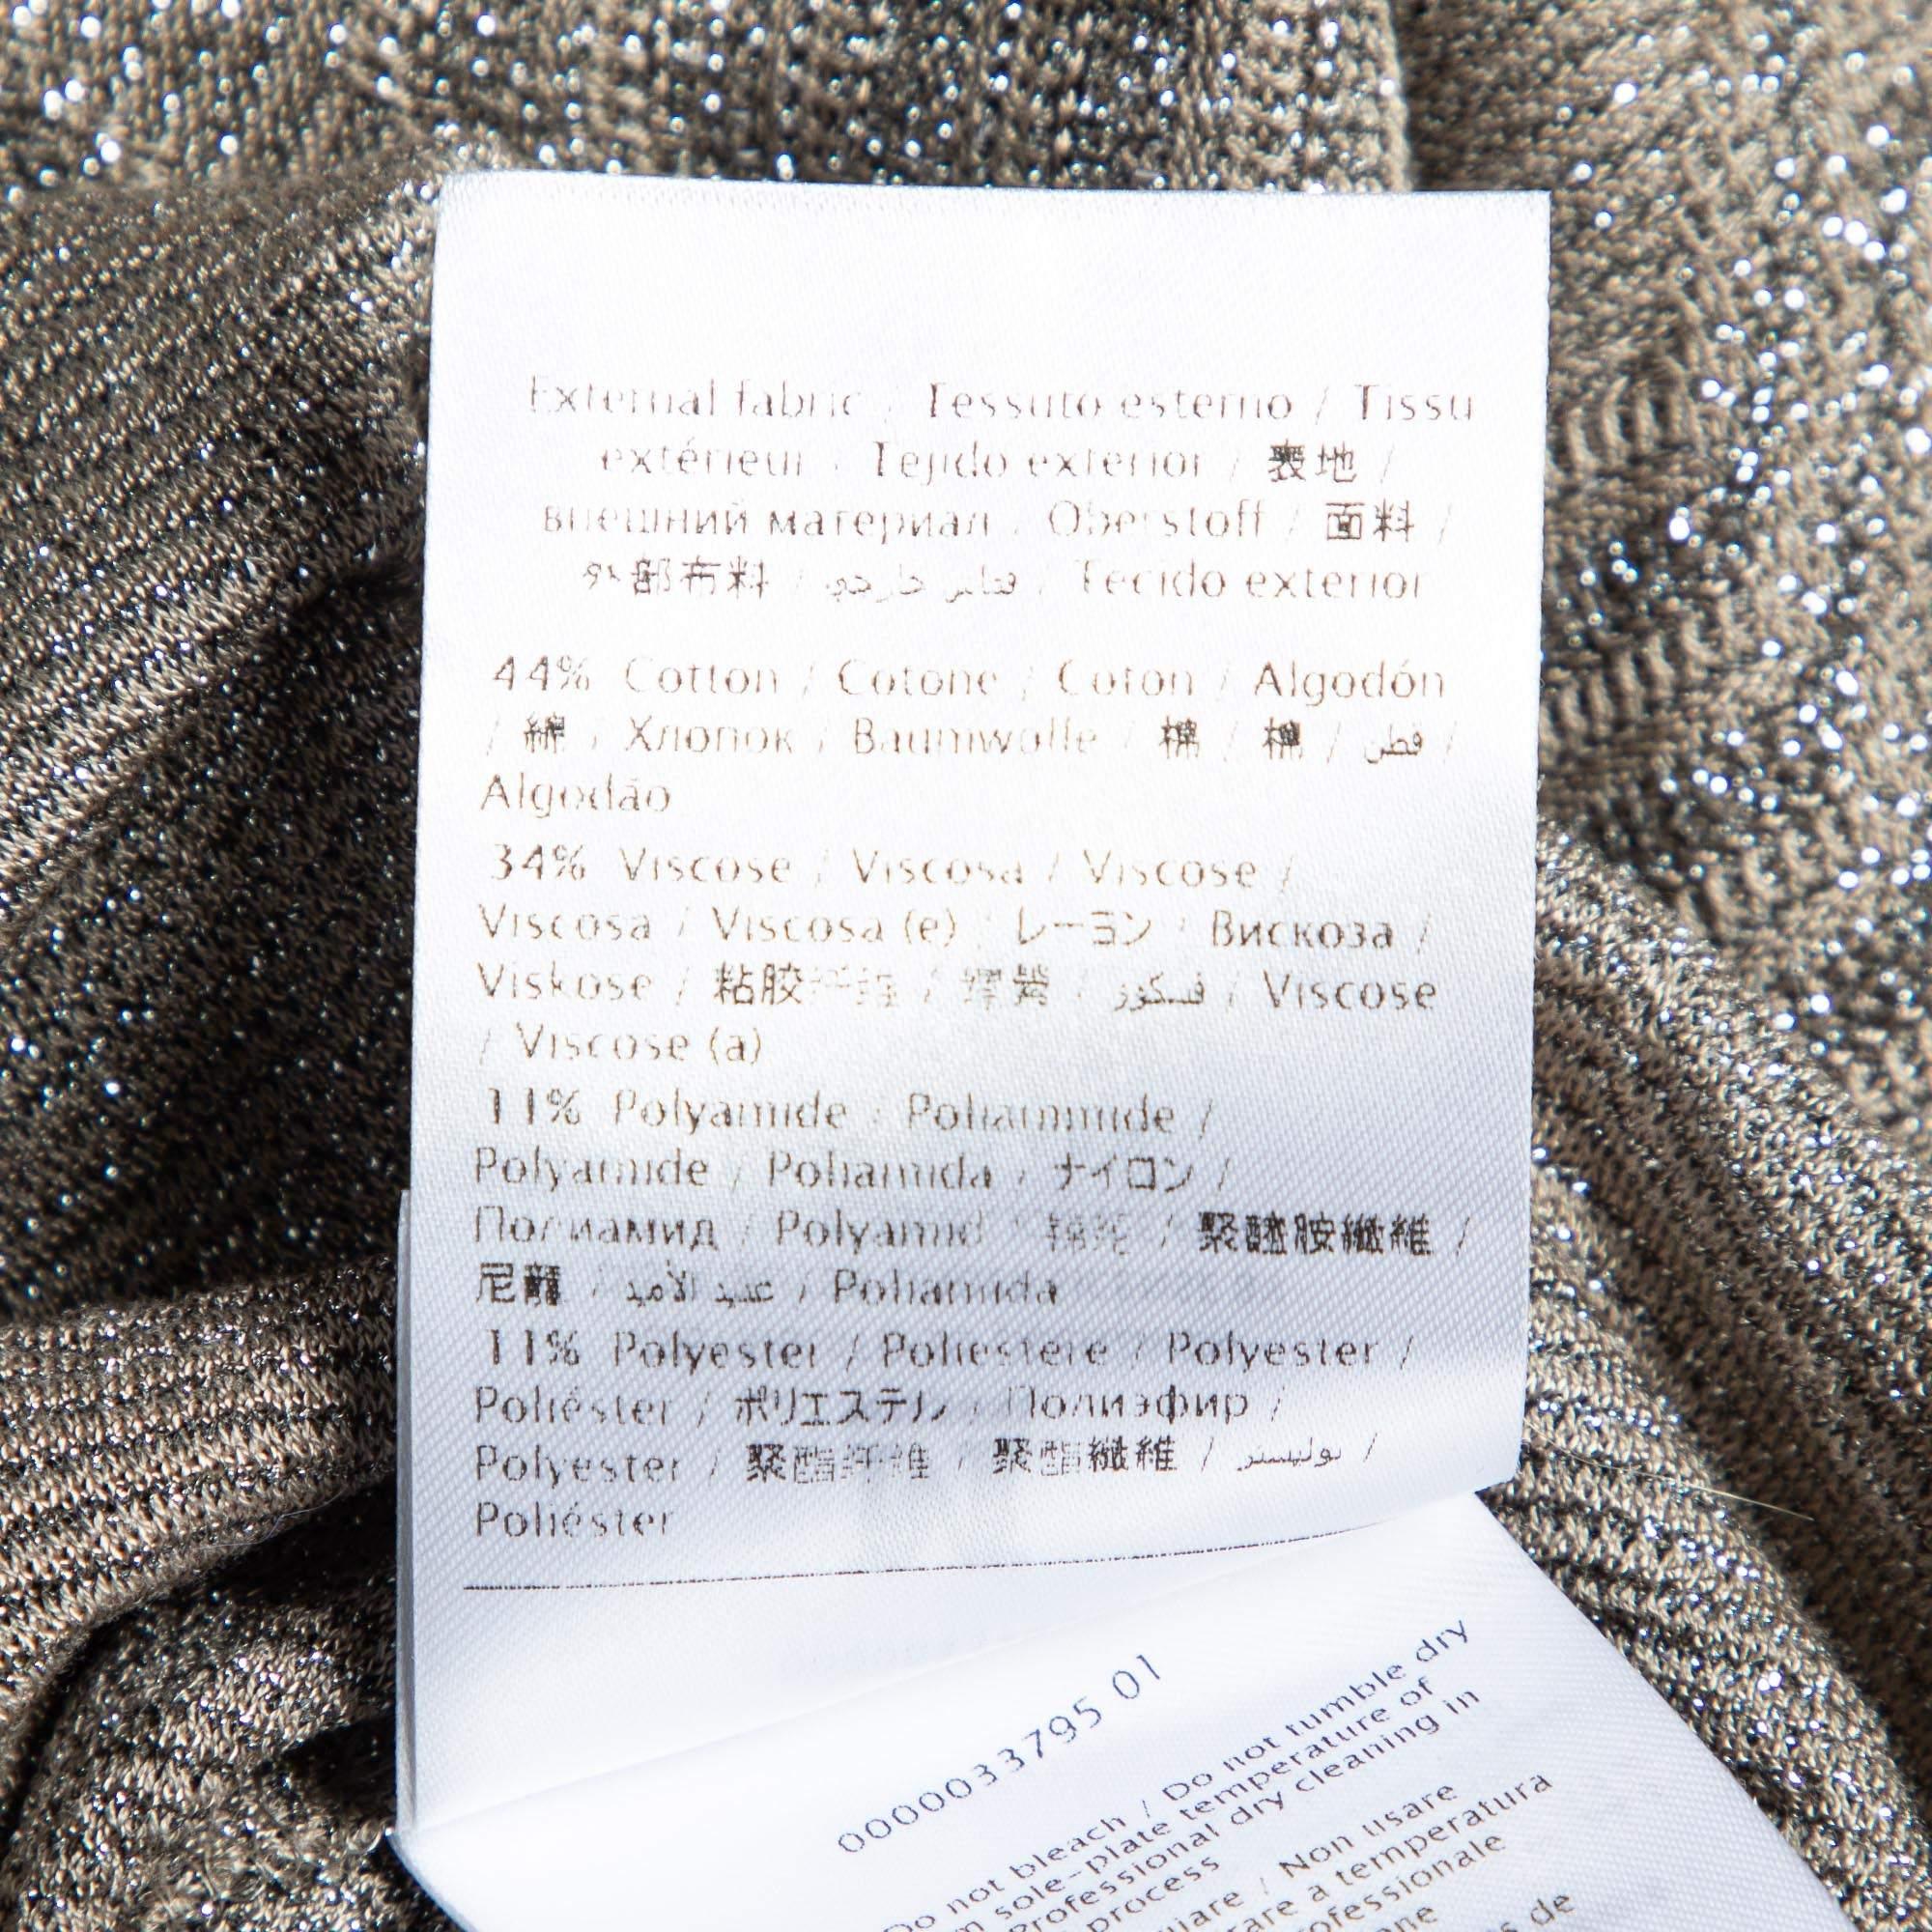 External fabric / Tessuto esterno / Tissu
extérieur / Tejido exterior / 表地 /
внешний материал / Oberstoff / 面料 /
外部布料 / قماش خارجي / Tecido exterior
44% Cotton / Cotone / Coton / Algodón
/ 綿 / Хлопок / Baumwolle / 棉 / 棉 / قطن /
Algodão
34% Viscose / Viscosa / Viscose /
Viscosa / Viscosa (e) / レーヨン / Вискоза /
Viskose / 粘胶纤维 / فسكوز / Viscose
/ Viscose (a)
11% Polyamide / Poliammide /
Polyamide / Poliamida / ナイロン /
Полиамид / Polyamid / 锦纶 / 聚醯胺纖維 /
尼龍 / Poliamida
11% Polyester / Poliestere / Polyester /
Poliéster / ポリエステル / Полиэфир /
Polyester / 聚酯纤维 / 聚酯纖維 / بوليستر /
Poliéster
0000033795 01
Do not bleach / Do not tumble dry
sole-plate temperature of
Professional dry cleaning in
process
/ Non usare
a temperatura
de